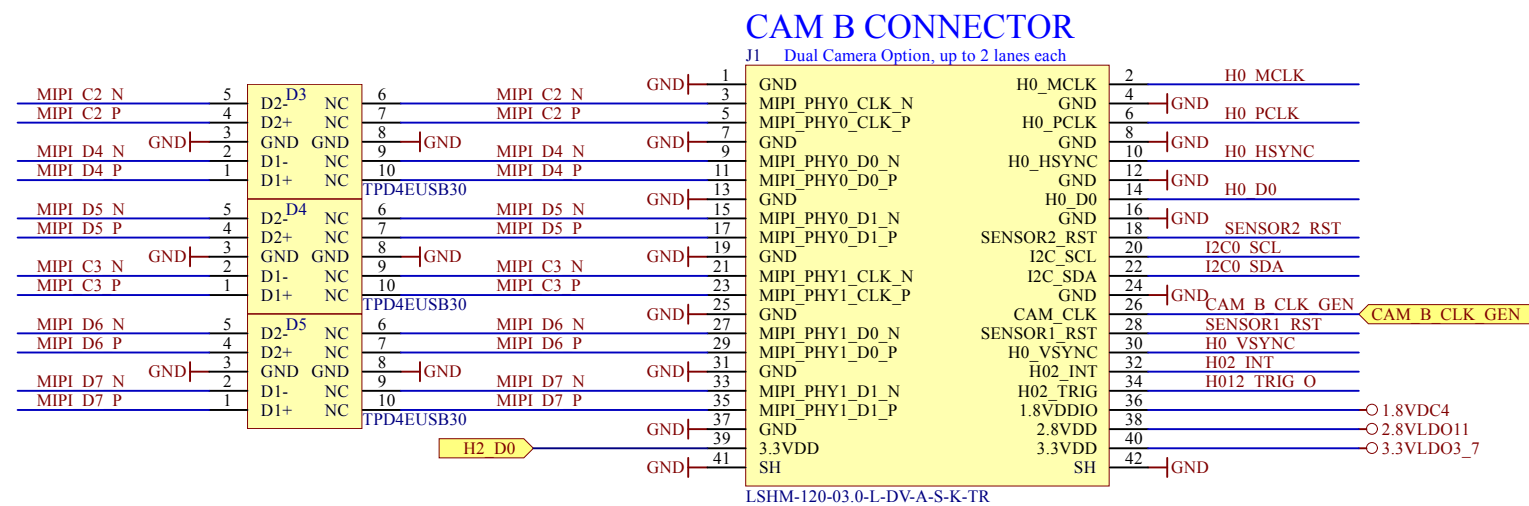 CAM B CONNECTOR
J1 Dual Camera Option, up to 2 lanes each
GND 1 GND H0_MCLK 2 H0_MCLK
MIPI_C2_N 5 D2- D3 NC 6 MIPI_C2_N 3 MIPI_PHY0_CLK_N GND 4 GND
MIPI_C2_P 4 D2+ NC 7 MIPI_C2_P 5 MIPI_PHY0_CLK_P H0_PCLK 6 H0_PCLK
GND 3 GND GND 8 GND 7 GND GND 8 GND
MIPI_D4_N 2 D1- NC 9 MIPI_D4_N 9 MIPI_PHY0_D0_N H0_HSYNC 10 H0_HSYNC
MIPI_D4_P 1 D1+ NC 10 MIPI_D4_P 11 MIPI_PHY0_D0_P GND 12 GND
TPD4EUSB30 GND 13 GND H0_D0 14 H0_D0
MIPI_D5_N 5 D2- D4 NC 6 MIPI_D5_N 15 MIPI_PHY0_D1_N GND 16 GND
MIPI_D5_P 4 D2+ NC 7 MIPI_D5_P 17 MIPI_PHY0_D1_P SENSOR2_RST 18 SENSOR2_RST
GND 3 GND GND 8 GND GND 19 GND I2C_SCL 20 I2C0_SCL
MIPI_C3_N 2 D1- NC 9 MIPI_C3_N 21 MIPI_PHY1_CLK_N I2C_SDA 22 I2C0_SDA
MIPI_C3_P 1 D1+ NC 10 MIPI_C3_P 23 MIPI_PHY1_CLK_P GND 24 GND
TPD4EUSB30 GND 25 GND CAM_CLK 26 CAM_B_CLK_GEN CAM_B_CLK_GEN
MIPI_D6_N 5 D2- D5 NC 6 MIPI_D6_N 27 MIPI_PHY1_D0_N SENSOR1_RST 28 SENSOR1_RST
MIPI_D6_P 4 D2+ NC 7 MIPI_D6_P 29 MIPI_PHY1_D0_P H0_VSYNC 30 H0_VSYNC
GND 3 GND GND 8 GND GND 31 GND H02_INT 32 H02_INT
MIPI_D7_N 2 D1- NC 9 MIPI_D7_N 33 MIPI_PHY1_D1_N H02_TRIG 34 H012_TRIG_O
MIPI_D7_P 1 D1+ NC 10 MIPI_D7_P 35 MIPI_PHY1_D1_P 1.8VDDIO 36 1.8VDC4
TPD4EUSB30 GND 37 GND 2.8VDD 38 2.8VLDO11
H2_D0 39 3.3VDD 3.3VDD 40 3.3VLDO3_7
GND 41 SH SH 42 GND
LSHM-120-03.0-L-DV-A-S-K-TR